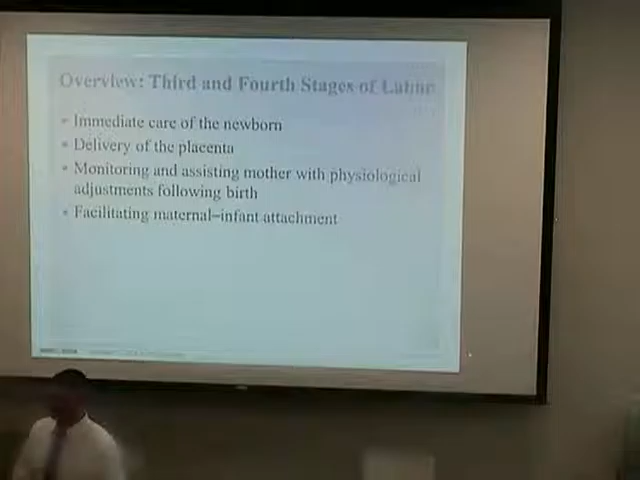 Overview: Third and Fourth Stages of Labor
Immediate care of the newborn
Delivery of the placenta
Monitoring and assisting mother with physiological
adjustments following birth
Facilitating maternal–infant attachment